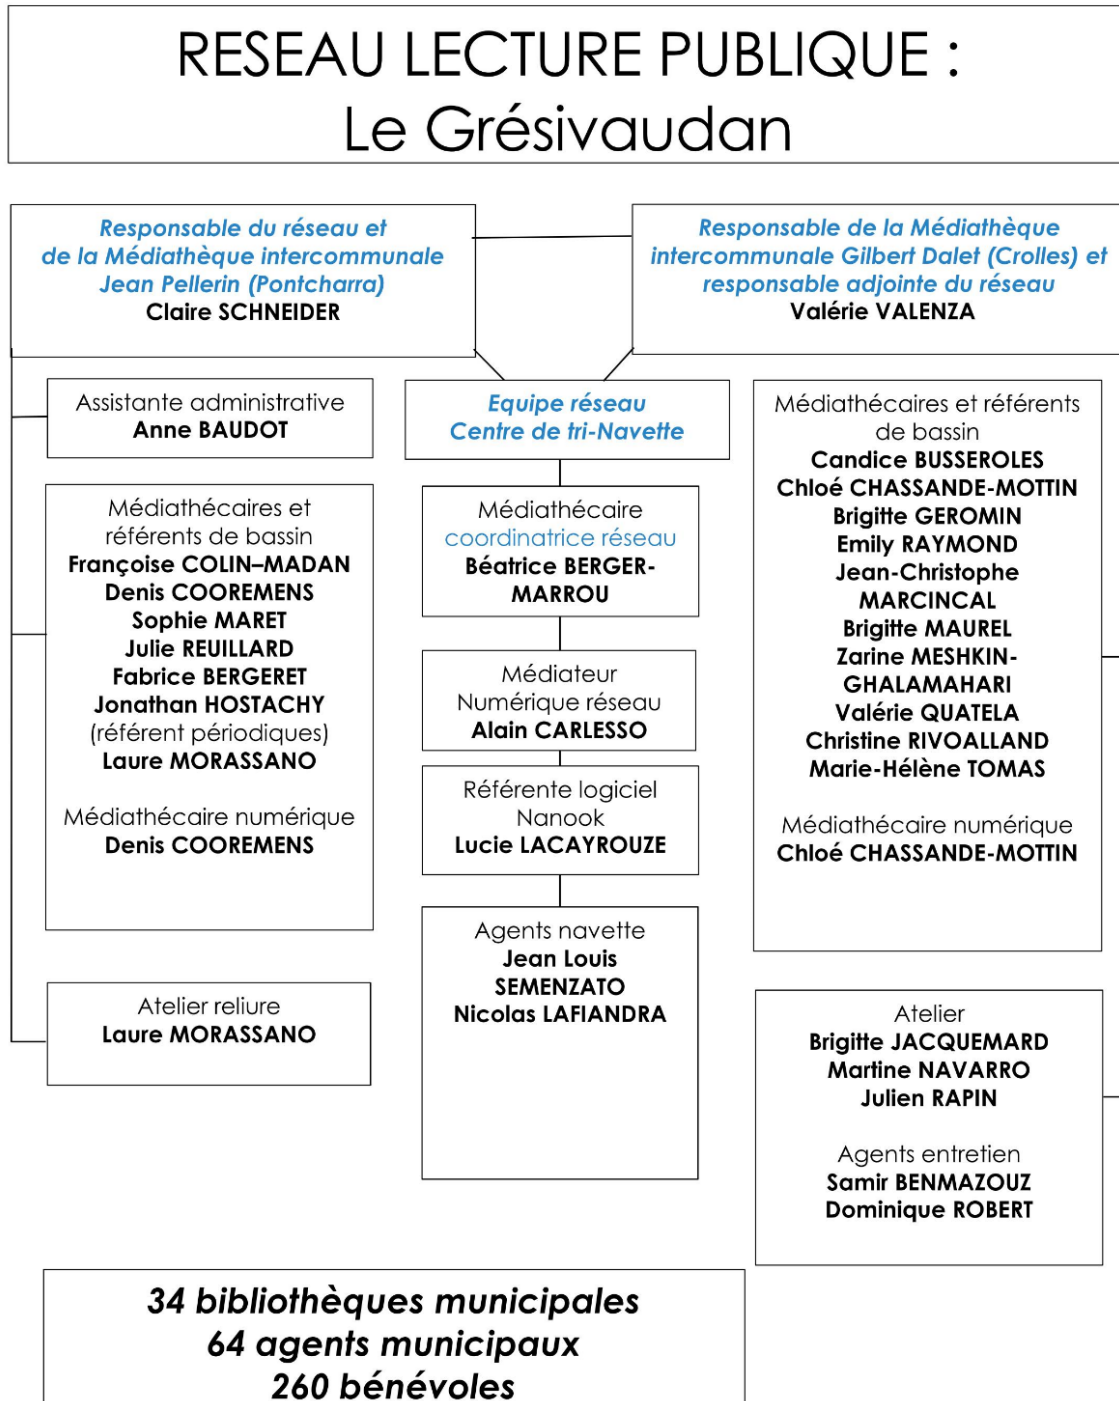 RESEAU LECTURE PUBLIQUE :
Le Grésivaudan
Responsable du réseau et
de la Médiathèque intercommunale
Jean Pellerin (Pontcharra)
Claire SCHNEIDER
Responsable de la Médiathèque
intercommunale Gilbert Dalet (Crolles) et
responsable adjointe du réseau
Valérie VALENZA
Assistante administrative
Anne BAUDOT
Médiathécaires et
référents de bassin
Françoise COLIN–MADAN
Denis COOREMENS
Sophie MARET
Julie REUILLARD
Fabrice BERGERET
Jonathan HOSTACHY
(référent périodiques)
Laure MORASSANO
Médiathécaire numérique
Denis COOREMENS
Atelier reliure
Laure MORASSANO
Equipe réseau
Centre de tri-Navette
Médiathécaire
coordinatrice réseau
Béatrice BERGER-
MARROU
Médiateur
Numérique réseau
Alain CARLESSO
Référente logiciel
Nanook
Lucie LACAYROUZE
Agents navette
Jean Louis
SEMENZATO
Nicolas LAFIANDRA
Médiathécaires et référents
de bassin
Candice BUSSEROLES
Chloé CHASSANDE-MOTTIN
Brigitte GEROMIN
Emily RAYMOND
Jean-Christophe
MARCINCAL
Brigitte MAUREL
Zarine MESHKIN-
GHALAMAHARI
Valérie QUATELA
Christine RIVOALLAND
Marie-Hélène TOMAS
Médiathécaire numérique
Chloé CHASSANDE-MOTTIN
Atelier
Brigitte JACQUEMARD
Martine NAVARRO
Julien RAPIN
Agents entretien
Samir BENMAZOUZ
Dominique ROBERT
34 bibliothèques municipales
64 agents municipaux
260 bénévoles